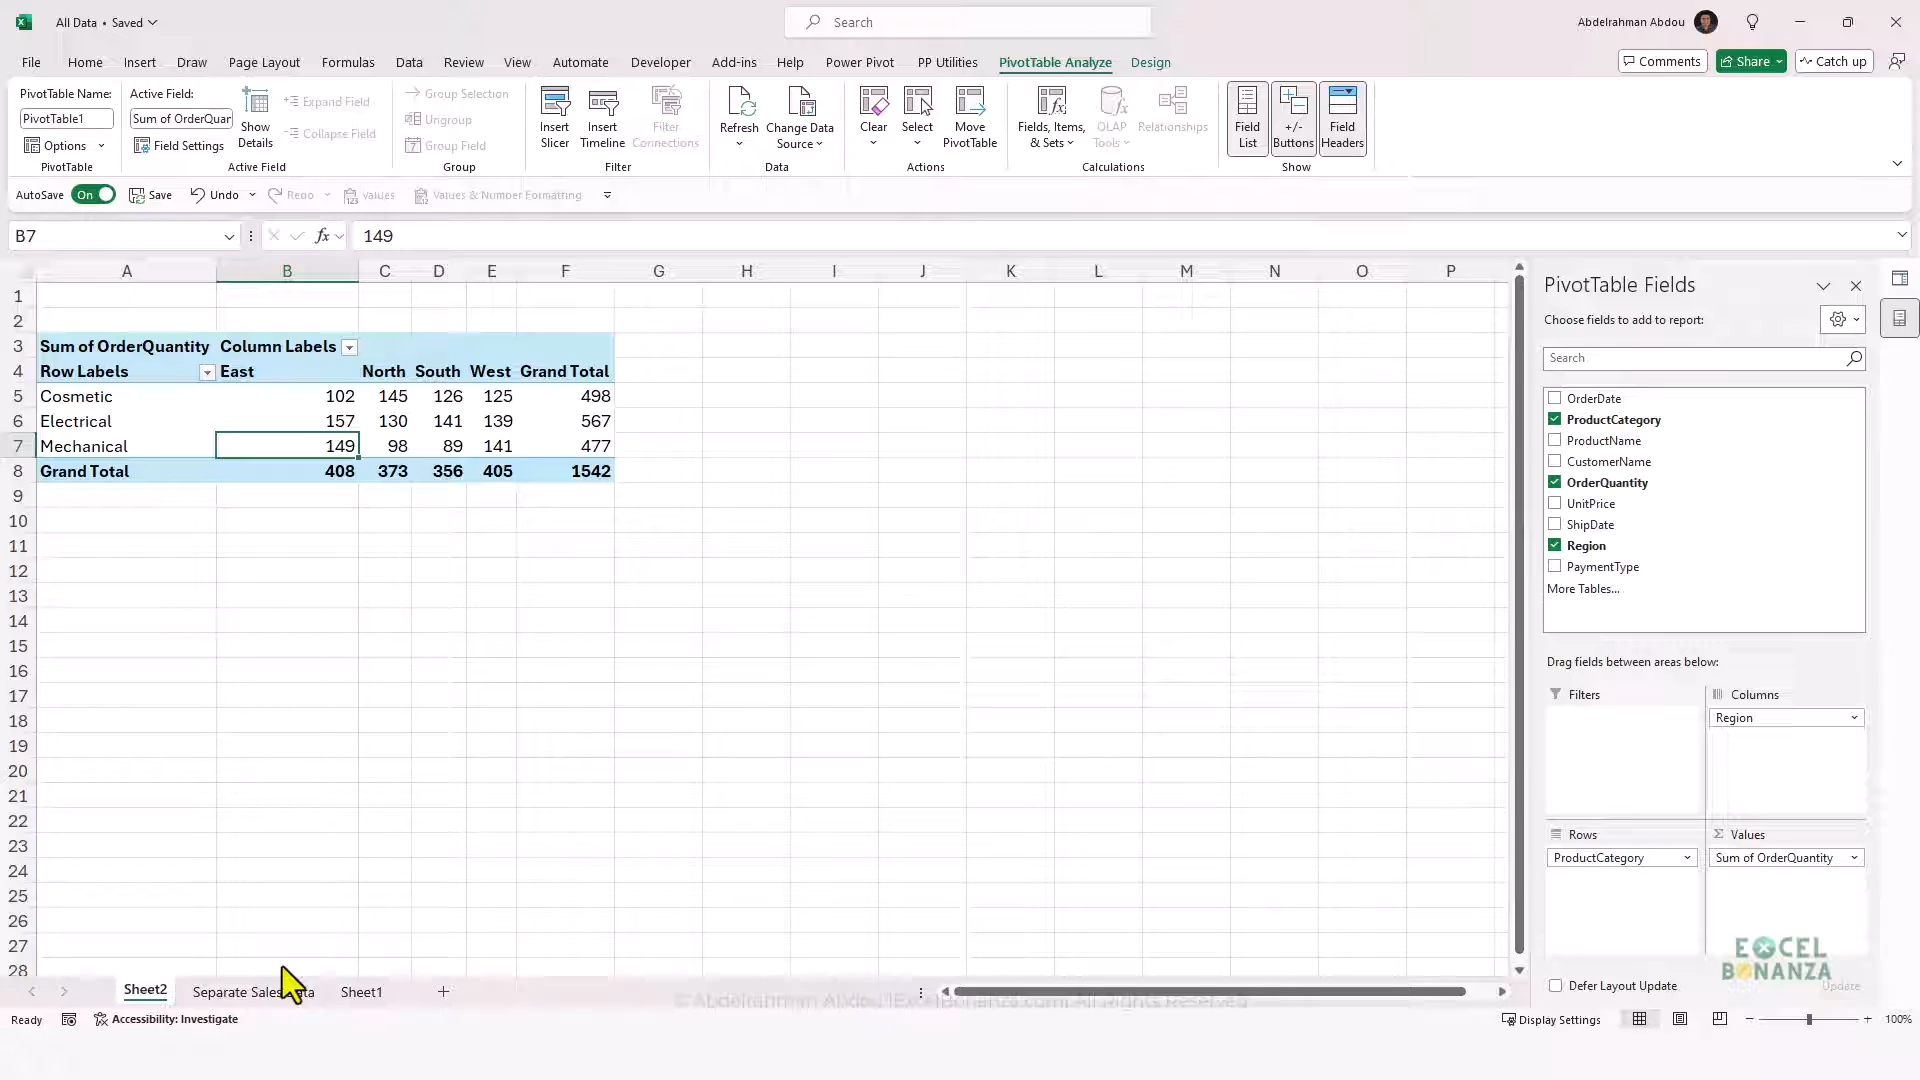 All Data • Saved
Search
Abdelrahman Abdou
File Home Insert Draw Page Layout Formulas Data Review View Automate Developer Add-ins Help Power Pivot PP Utilities PivotTable Analyze Design
Comments Share Catch up
PivotTable Name:
PivotTable1
Options
PivotTable
Active Field:
Sum of OrderQuar
Field Settings
Show Details
Expand Field
Collapse Field
Active Field
Group Selection
Ungroup
Group Field
Group
Insert Slicer
Insert Timeline
Filter Connections
Filter
Refresh
Change Data Source
Data
Clear
Select
Move PivotTable
Actions
Fields, Items, & Sets
OLAP Tools
Relationships
Calculations
Field List
+/- Buttons
Field Headers
Show
AutoSave On Save Undo Redo Values Values & Number Formatting
B7 fx 149
A B C D E F G H I J K L M N O P
1
2
3 Sum of OrderQuantity Column Labels
4 Row Labels East North South West Grand Total
5 Cosmetic 102 145 126 125 498
6 Electrical 157 130 141 139 567
7 Mechanical 149 98 89 141 477
8 Grand Total 408 373 356 405 1542
9
10
11
12
13
14
15
16
17
18
19
20
21
22
23
24
25
26
27
28
PivotTable Fields
Choose fields to add to report:
Search
OrderDate
ProductCategory
ProductName
CustomerName
OrderQuantity
UnitPrice
ShipDate
Region
PaymentType
More Tables...
Drag fields between areas below:
Filters
Columns
Region
Rows
ProductCategory
Values
Sum of OrderQuantity
EXCEL
BONANZA
Defer Layout Update
Update
Sheet2 Separate Sales Sheet1
© Abdelrahman Abdou | ExcelBonanza.com | All Rights Reserved
Ready Accessibility: Investigate
Display Settings 100%